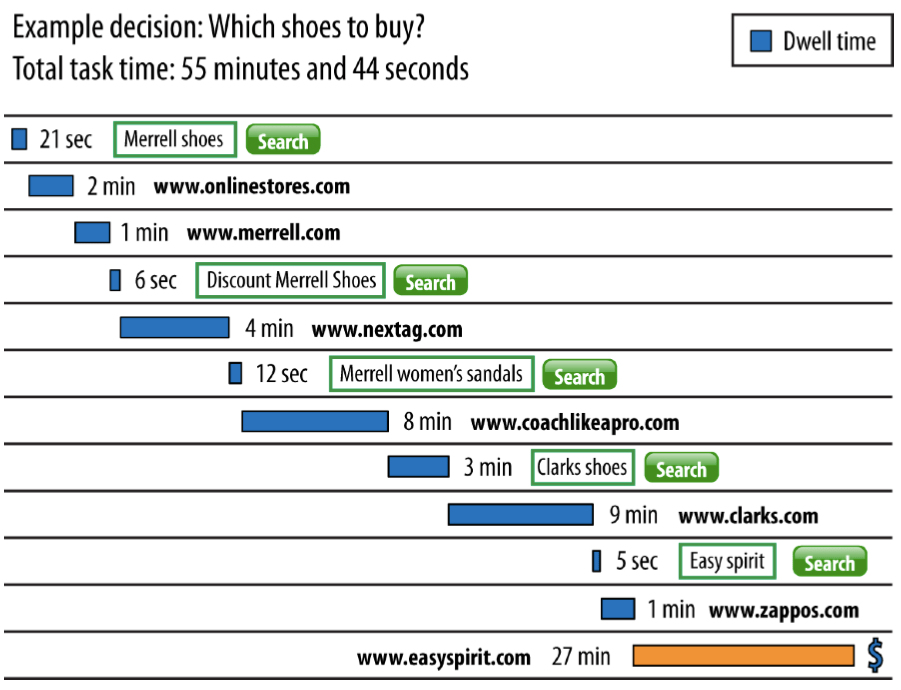 Example decision: Which shoes to buy?
Total task time: 55 minutes and 44 seconds
Dwell time
21 sec Merrell shoes Search
2 min www.onlinestores.com
1 min www.merrell.com
6 sec Discount Merrell Shoes Search
4 min www.nextag.com
12 sec Merrell women’s sandals Search
8 min www.coachlikeapro.com
3 min Clarks shoes Search
9 min www.clarks.com
5 sec Easy spirit Search
1 min www.zappos.com
www.easyspirit.com 27 min $